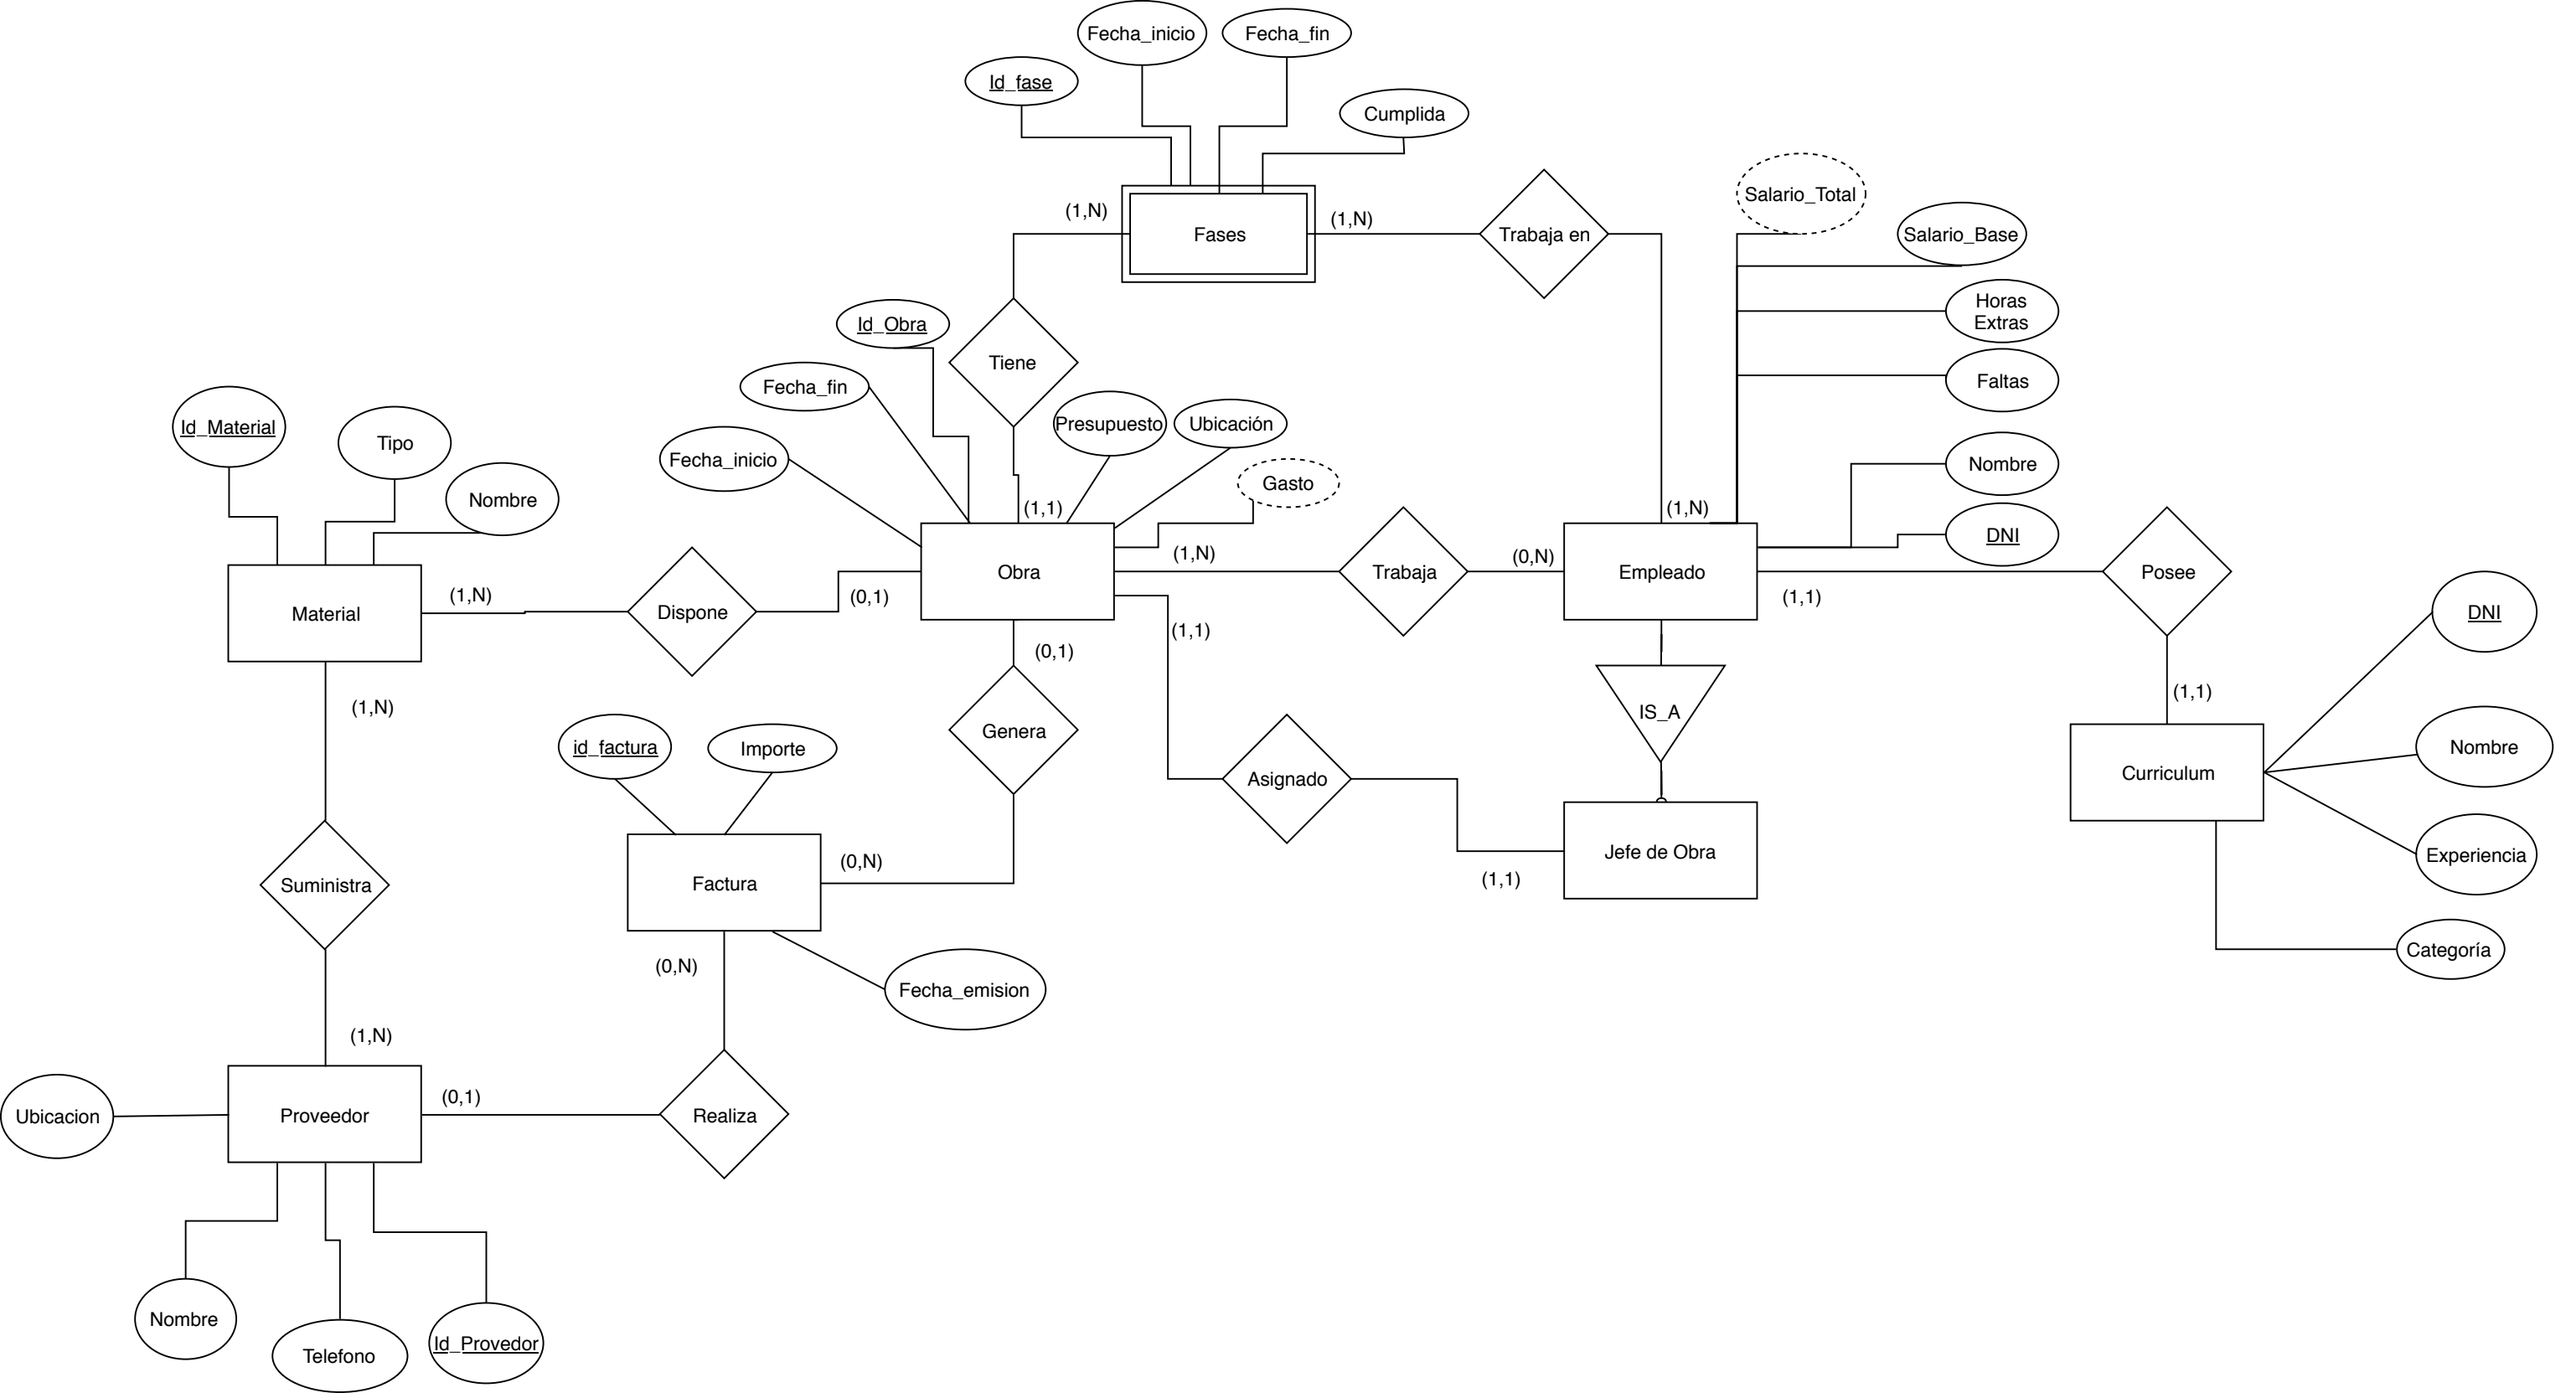 Fecha_inicio
Fecha_fin
Id_fase
Cumplida
Salario_Total
(1,N)
(1,N)
Fases
Trabaja en
Salario_Base
Horas
Extras
Id_Obra
Tiene
Fecha_fin
Faltas
Id_Material
Tipo
Presupuesto
Ubicación
Fecha_inicio
Nombre
Gasto
Nombre
(1,1)
(1,N)
DNI
(1,N)
(0,N)
Obra
Trabaja
Empleado
Posee
(1,N)
(0,1)
(1,1)
Material
Dispone
DNI
(1,1)
(0,1)
(1,1)
(1,N)
IS_A
Genera
id_factura
Importe
Nombre
Asignado
Curriculum
Jefe de Obra
Experiencia
(0,N)
(1,1)
Factura
Suministra
Categoría
(0,N)
Fecha_emision
(1,N)
(0,1)
Ubicacion
Proveedor
Realiza
Nombre
Id_Provedor
Telefono